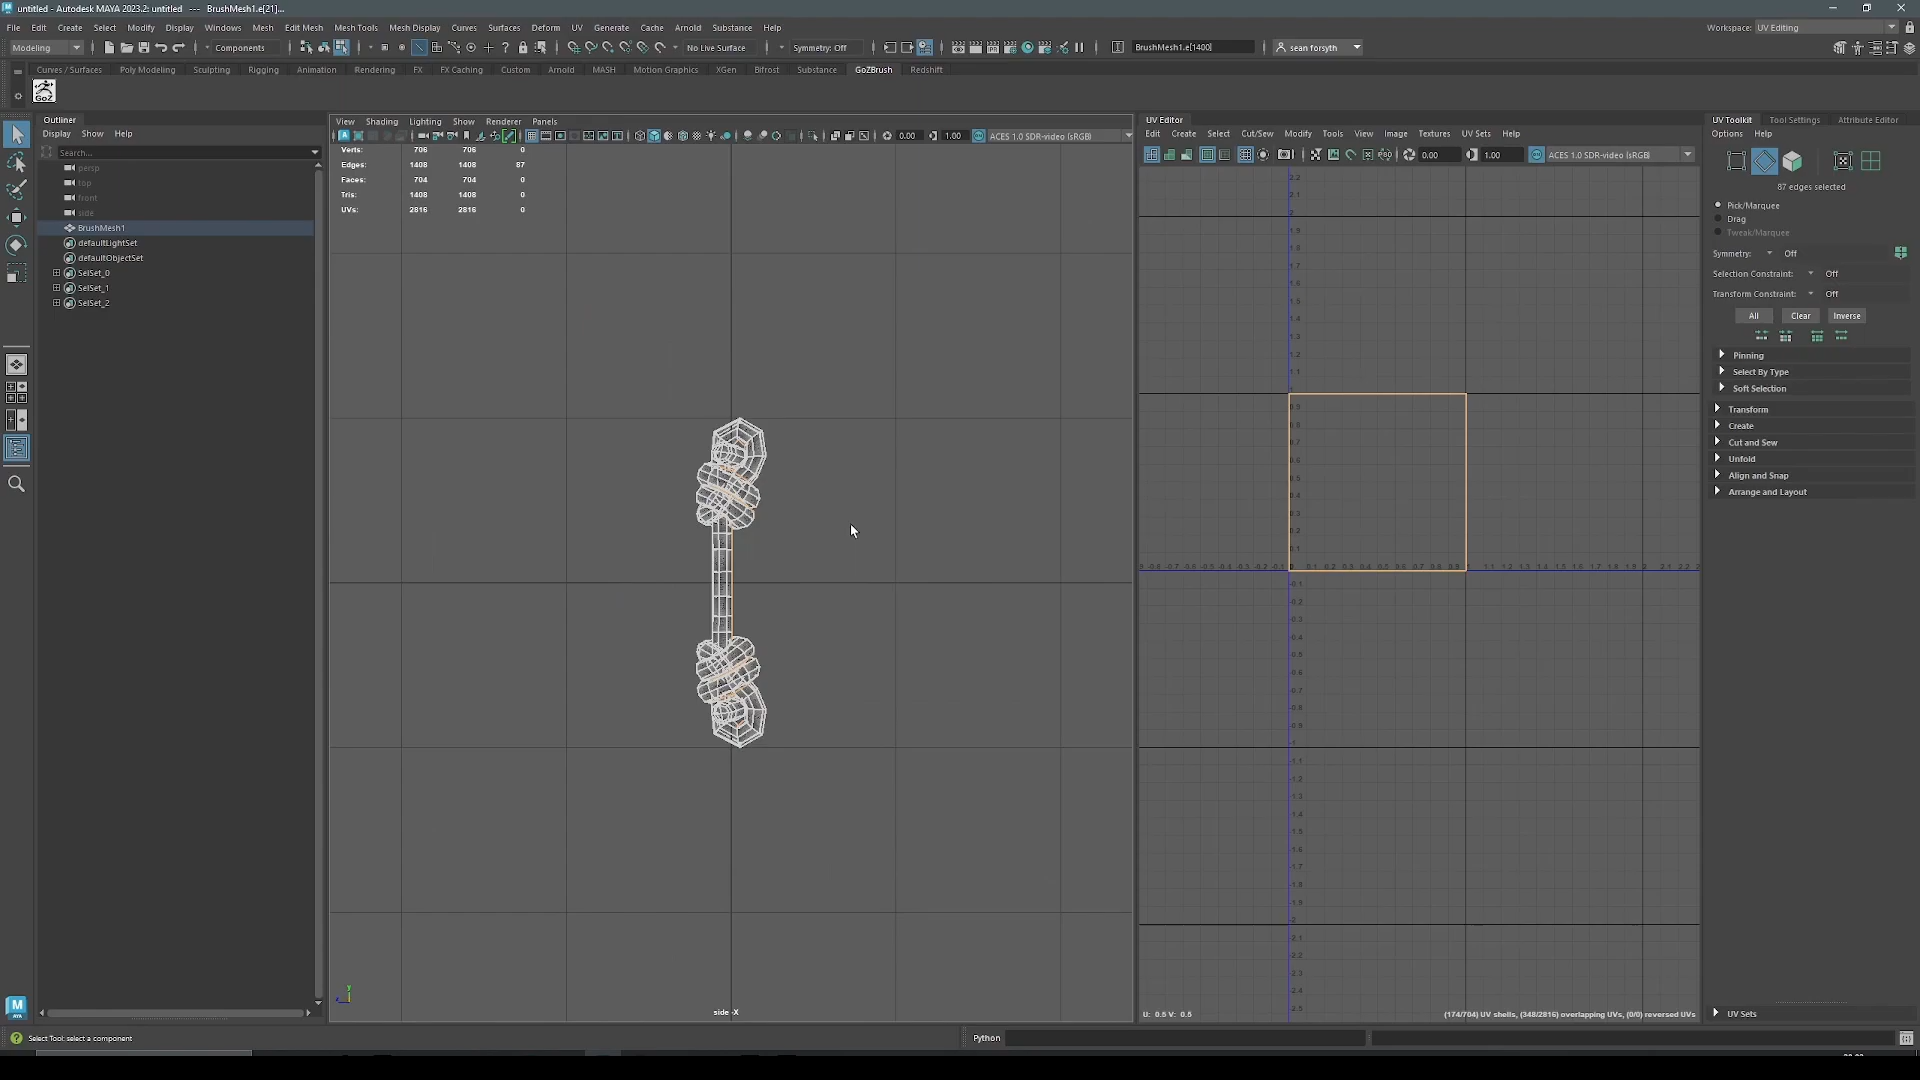 untitled - Autodesk MAYA 2023.2: untitled --- BrushMesh1.e[21]...
File Edit Create Select Modify Display Windows Mesh Edit Mesh Mesh Tools Mesh Display Curves Surfaces Deform UV Generate Cache Arnold Substance Help
Workspace: UV Editing
Modeling
Components
No Live Surface
Symmetry: Off
BrushMesh1.e[1400]
sean forsyth
Curves / Surfaces Poly Modeling Sculpting Rigging Animation Rendering FX FX Caching Custom Arnold MASH Motion Graphics XGen Bifrost Substance GoZBrush Redshift
GoZ
Outliner
Display Show Help
Search...
persp
top
front
side
BrushMesh1
defaultLightSet
defaultObjectSet
SelSet_0
SelSet_1
SelSet_2
View Shading Lighting Show Renderer Panels
0.00
1.00
ACES 1.0 SDR-video (sRGB)
Verts: 706 706 0
Edges: 1408 1408 87
Faces: 704 704 0
Tris: 1408 1408 0
UVs: 2816 2816 0
side -X
UV Editor
Edit Create Select Cut/Sew Modify Tools View Image Textures UV Sets Help
0.00
1.00
ACES 1.0 SDR-video (sRGB)
U: 0.5 V: 0.5
(174/704) UV shells, (348/2816) overlapping UVs, (0/0) reversed UVs
UV Toolkit Tool Settings Attribute Editor
Options Help
87 edges selected
Pick/Marquee
Drag
Tweak/Marquee
Symmetry: Off
Selection Constraint: Off
Transform Constraint: Off
All Clear Inverse
Pinning
Select By Type
Soft Selection
Transform
Create
Cut and Sew
Unfold
Align and Snap
Arrange and Layout
UV Sets
M
Select Tool: select a component
Python